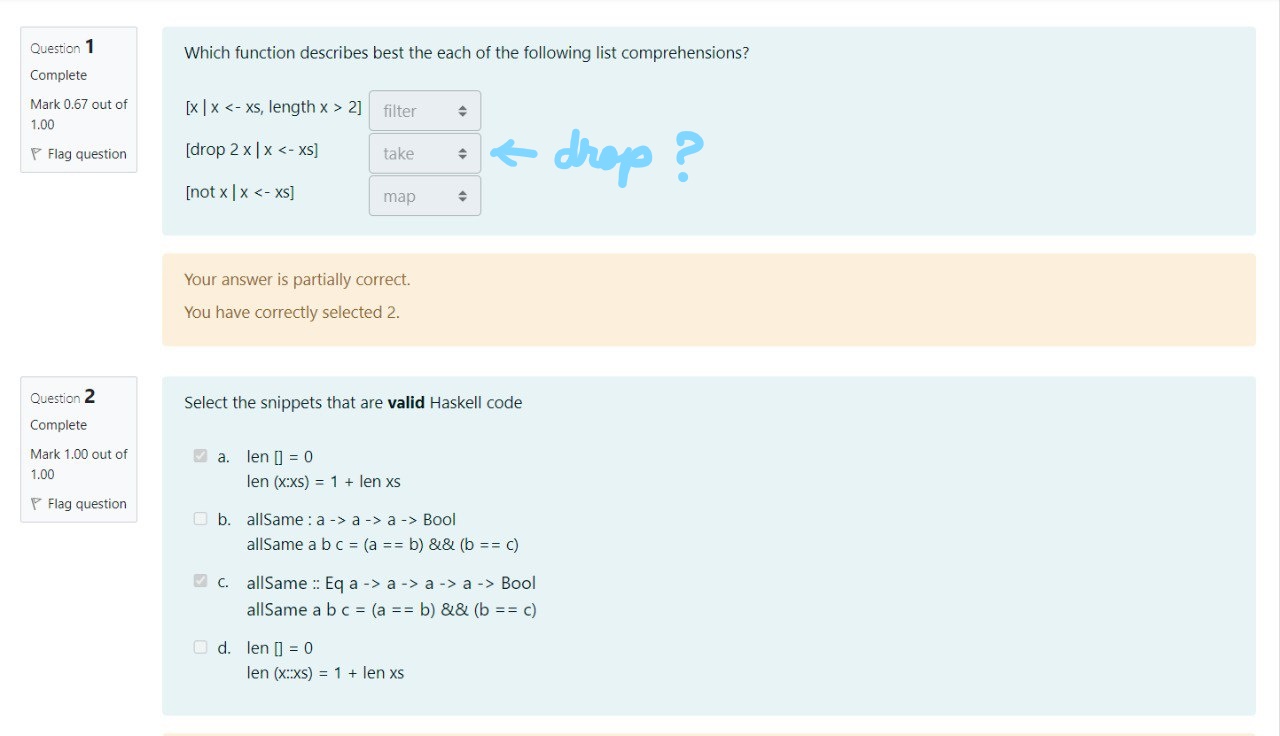 Question 1
Complete
Mark 0.67 out of
1.00
Flag question
Which function describes best the each of the following list comprehensions?
[x | x <- xs, length x > 2] filter
[drop 2 x | x <- xs] take ← drop ?
[not x | x <- xs] map
Your answer is partially correct.
You have correctly selected 2.
Question 2
Complete
Mark 1.00 out of
1.00
Flag question
Select the snippets that are valid Haskell code
a. len [] = 0
len (x:xs) = 1 + len xs
b. allSame : a -> a -> a -> Bool
allSame a b c = (a == b) && (b == c)
c. allSame :: Eq a -> a -> a -> a -> Bool
allSame a b c = (a == b) && (b == c)
d. len [] = 0
len (x::xs) = 1 + len xs